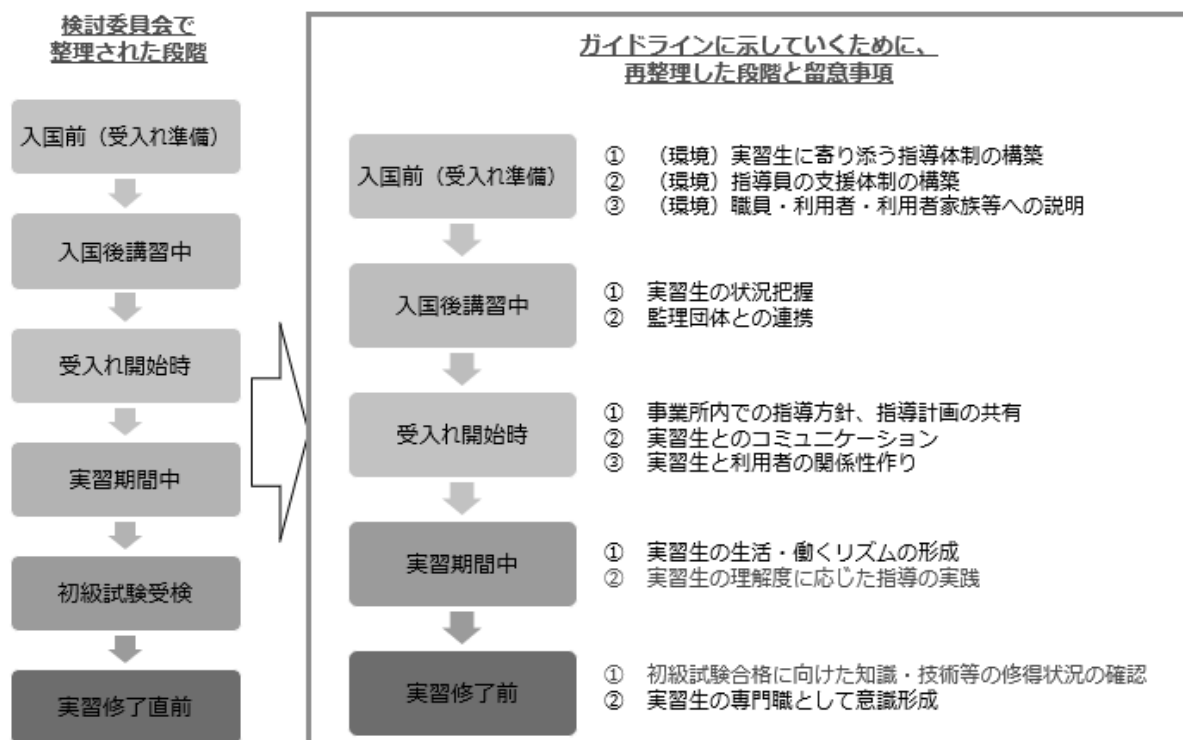 検討委員会で
整理された段階
入国前（受入れ準備）
入国後講習中
受入れ開始時
実習期間中
初級試験受検
実習修了直前
ガイドラインに示していくために、
再整理した段階と留意事項
入国前（受入れ準備）
① （環境）実習生に寄り添う指導体制の構築
② （環境）指導員の支援体制の構築
③ （環境）職員・利用者・利用者家族等への説明
入国後講習中
① 実習生の状況把握
② 監理団体との連携
受入れ開始時
① 事業所内での指導方針、指導計画の共有
② 実習生とのコミュニケーション
③ 実習生と利用者の関係性作り
実習期間中
① 実習生の生活・働くリズムの形成
② 実習生の理解度に応じた指導の実践
実習修了前
① 初級試験合格に向けた知識・技術等の修得状況の確認
② 実習生の専門職として意識形成